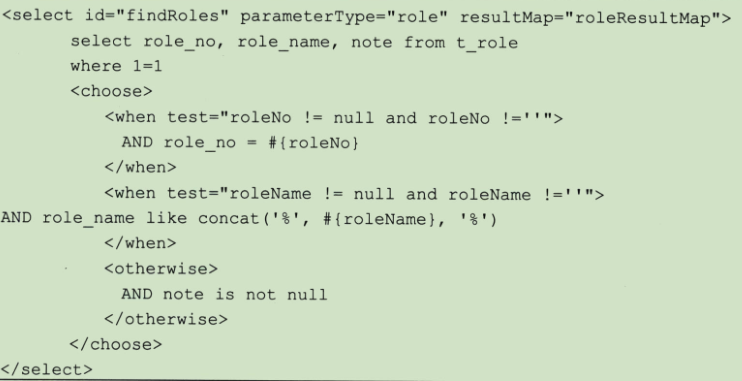 <select id="findRoles" parameterType="role" resultMap="roleResultMap">
select role_no, role_name, note from t_role
where 1=1
<choose>
<when test="roleNo != null and roleNo !=''">
AND role_no = #{roleNo}
</when>
<when test="roleName != null and roleName !=''">
AND role_name like concat('%', #{roleName}, '%')
</when>
<otherwise>
AND note is not null
</otherwise>
</choose>
</select>